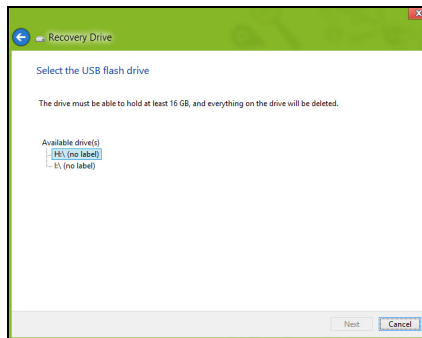 Recovery Drive
Select the USB flash drive
The drive must be able to hold at least 16 GB, and everything on the drive will be deleted.
Available drive(s)
H:\ (no label)
I:\ (no label)
Next
Cancel